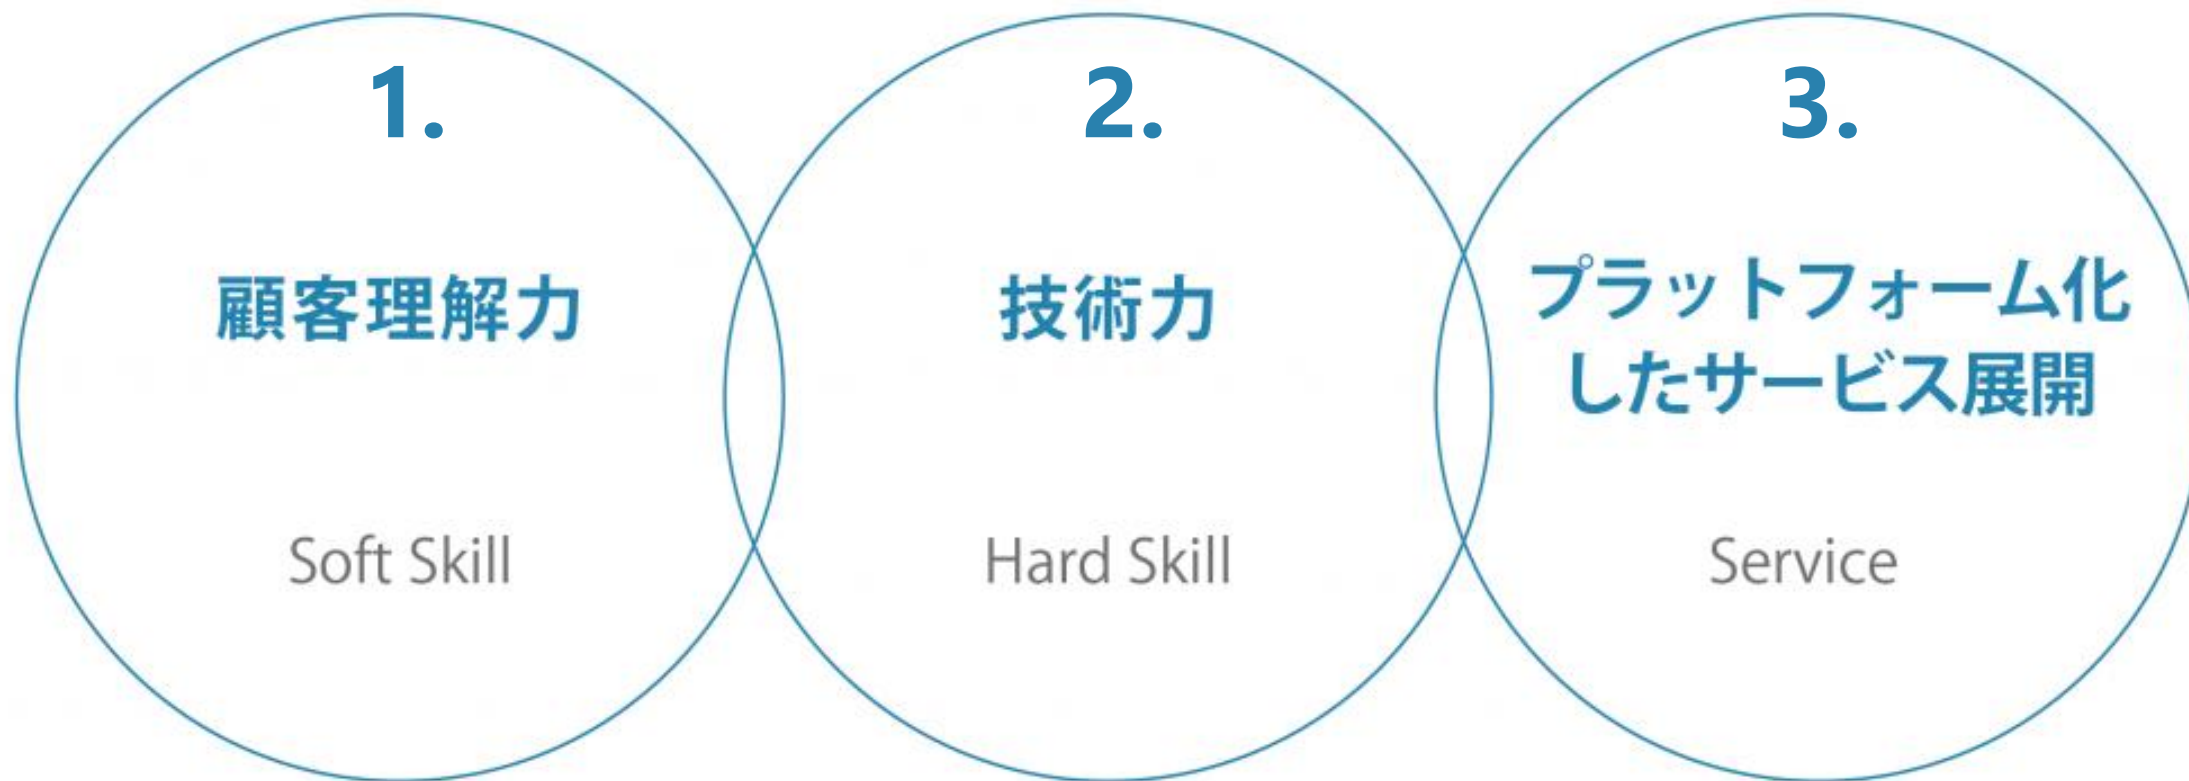 1.
顧客理解力
Soft Skill
2.
技術力
Hard Skill
3.
プラットフォーム化
したサービス展開
Service